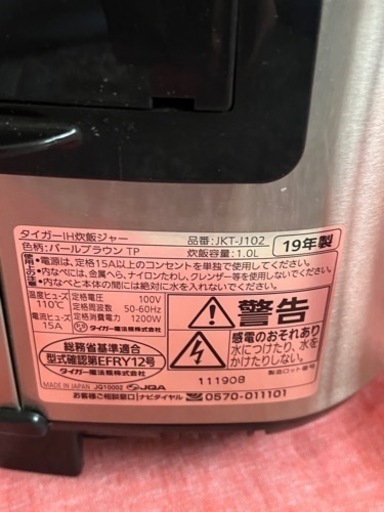 タイガーIH炊飯ジャー 品番:JKT-J102 19年製
色柄:パールブラウン TP 炊飯容量:1.0L
• 電源は、定格15A以上のコンセントを単独で使用してください。
• 内なべには、金属へら、ナイロンたわし、クレンザー等を使用しないでください。
• 内なべと本体の間には絶対に水を入れないでください。
温度ヒューズ 110℃
電流ヒューズ 15A
定格電圧 100V
定格周波数 50-60Hz
定格消費電力 1200W
タイガー魔法瓶株式会社
総務省基準適合
型式確認第EFRY12号
タイガー魔法瓶株式会社
警告
感電のおそれあり
水につけたり、水を
かけたりしない。
111908
製造ロット番号
MADE IN JAPAN JQ10002 JQA
お客様ご相談窓口 ナビダイヤル 0570-011101